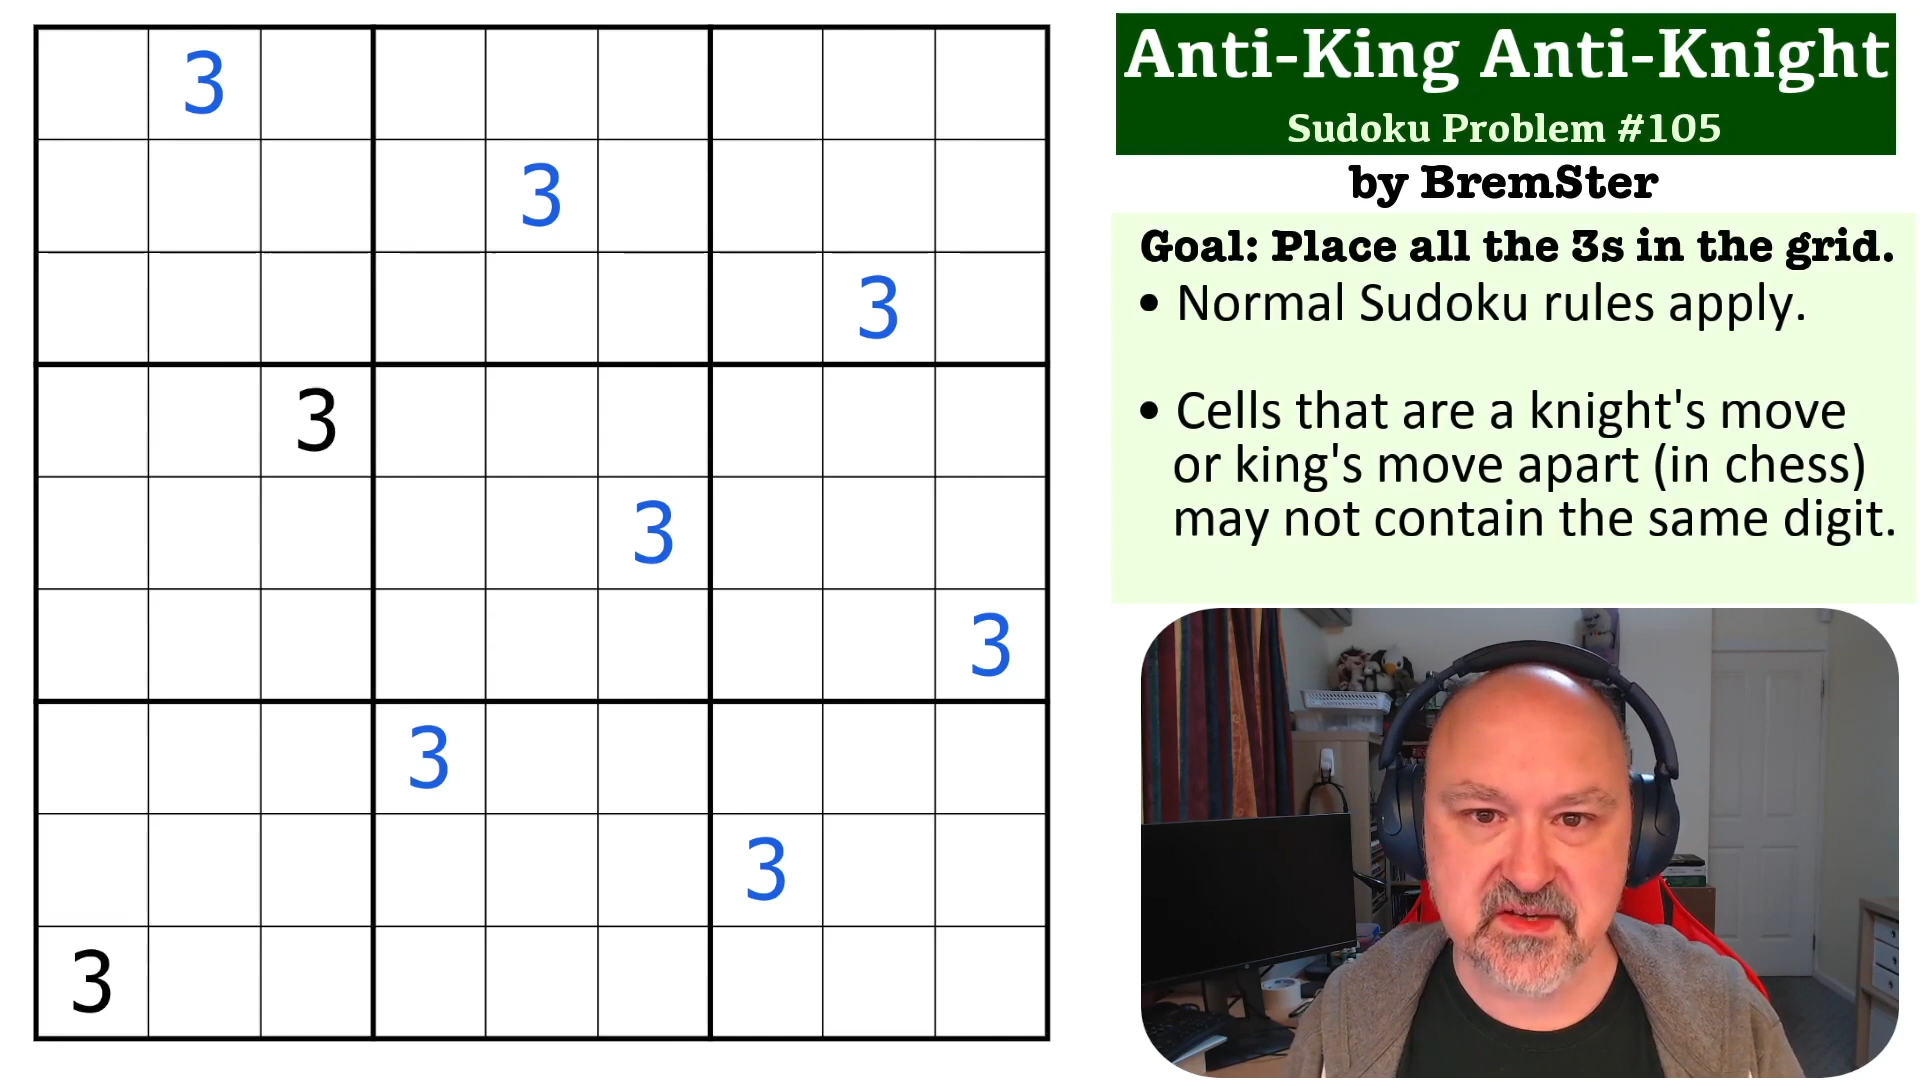 3
3
3
3
3
3
3
3
3
Anti-King Anti-Knight
Sudoku Problem #105
by BremSter
Goal: Place all the 3s in the grid.
• Normal Sudoku rules apply.
• Cells that are a knight's move
or king's move apart (in chess)
may not contain the same digit.